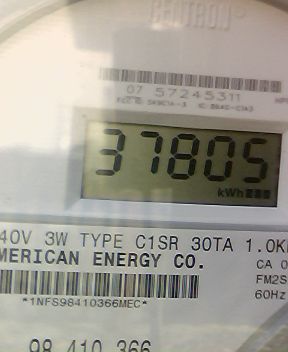 CENTRON®
07 57245311
37805
kWh
40V 3W TYPE C1SR 30TA 1.0K
MERICAN ENERGY CO.
CA 0
FM2S
60Hz
*1NFS98410366MEC*
98 410 366